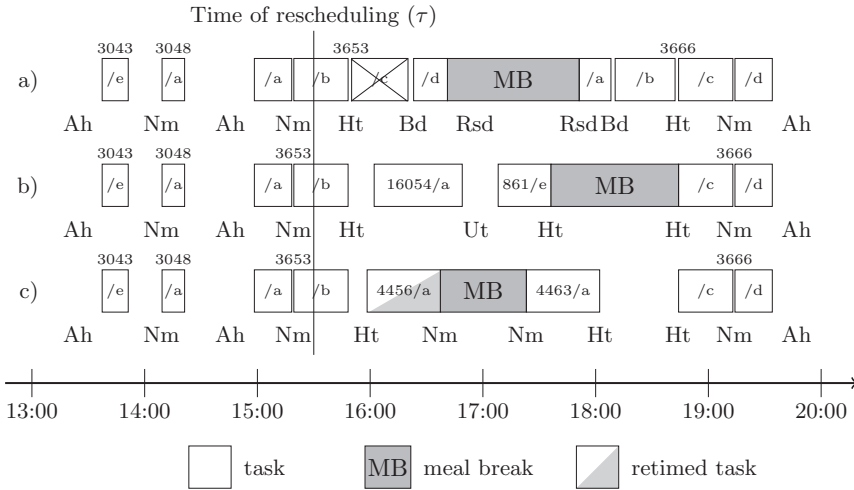 Time of rescheduling (τ)
3043 3048 3653 3666
a) /e /a /a /b /c /d MB /a /b /c /d
Ah Nm Ah Nm Ht Bd Rsd Rsd Bd Ht Nm Ah
3043 3048 3653 3666
b) /e /a /a /b 16054/a 861/e MB /c /d
Ah Nm Ah Nm Ht Ut Ht Ht Nm Ah
3043 3048 3653 3666
c) /e /a /a /b 4456/a MB 4463/a /c /d
Ah Nm Ah Nm Ht Nm Nm Ht Ht Nm Ah
13:00 14:00 15:00 16:00 17:00 18:00 19:00 20:00
task MB meal break retimed task